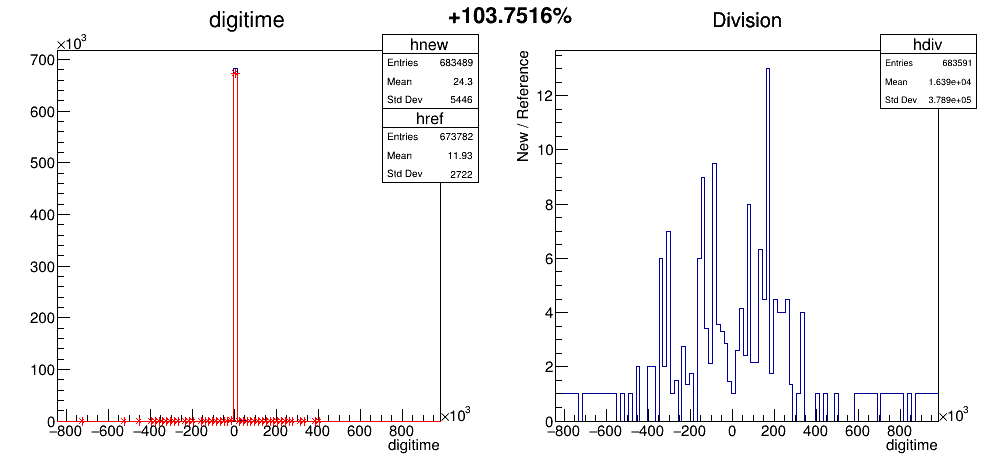 +103.7516%
digitime
×10³
700
600
500
400
300
200
100
0
−800 −600 −400 −200 0 200 400 600 800
×10³
digitime
hnew
Entries 683489
Mean 24.3
Std Dev 5446
href
Entries 673782
Mean 11.93
Std Dev 2722
Division
New / Reference
12
10
8
6
4
2
0
−800 −600 −400 −200 0 200 400 600 800
×10³
digitime
hdiv
Entries 683591
Mean 1.639e+04
Std Dev 3.789e+05